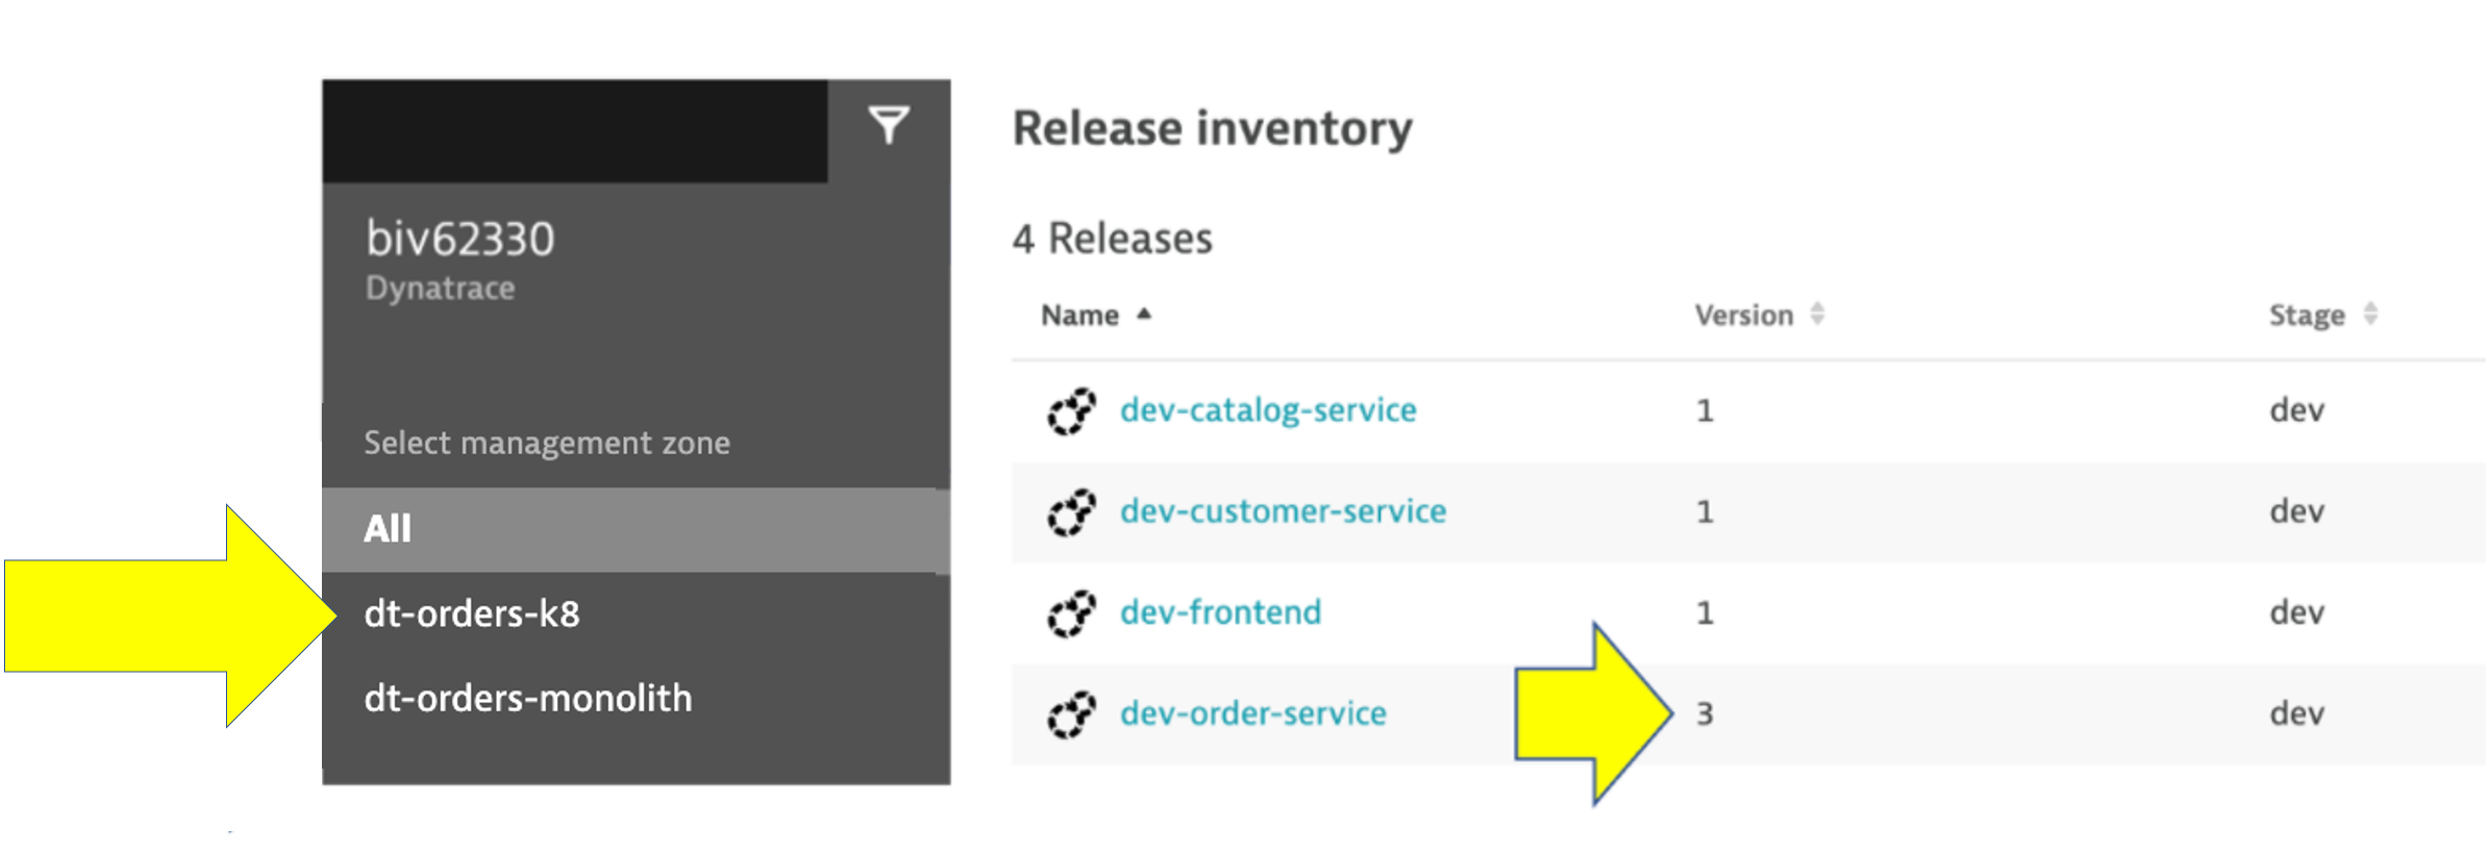 biv62330
Dynatrace
Select management zone
All
dt-orders-k8
dt-orders-monolith
Release inventory
4 Releases
Name Version Stage
dev-catalog-service 1 dev
dev-customer-service 1 dev
dev-frontend 1 dev
dev-order-service 3 dev